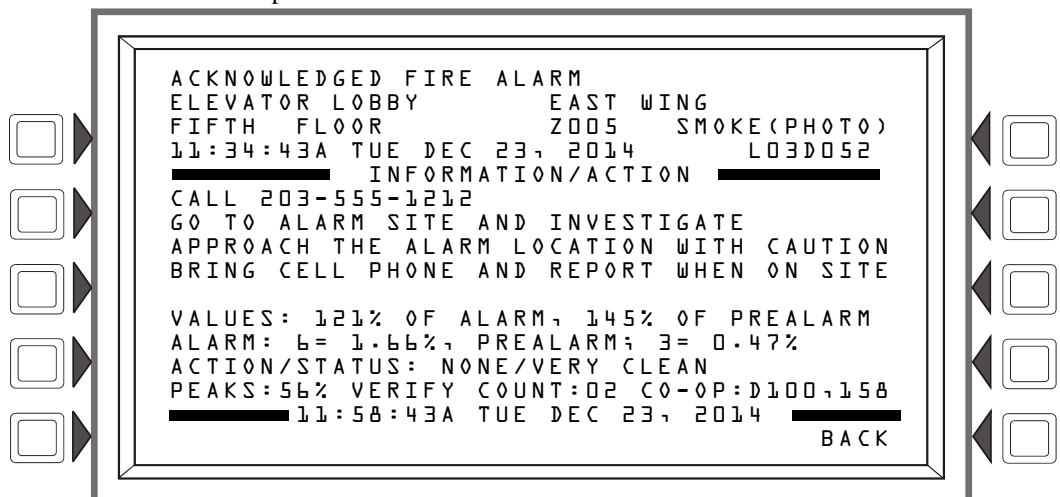 ACKNOWLEDGED FIRE ALARM
ELEVATOR LOBBY EAST WING
FIFTH FLOOR Z005 SMOKE(PHOTO)
11:34:43A TUE DEC 23, 2014 L03D052
INFORMATION/ACTION
CALL 203-555-1212
GO TO ALARM SITE AND INVESTIGATE
APPROACH THE ALARM LOCATION WITH CAUTION
BRING CELL PHONE AND REPORT WHEN ON SITE
VALUES: 121% OF ALARM, 145% OF PREALARM
ALARM: 6= 1.66%, PREALARM; 3= 0.47%
ACTION/STATUS: NONE/VERY CLEAN
PEAKS:56% VERIFY COUNT:02 CO-OP:D100,158
11:58:43A TUE DEC 23, 2014
BACK